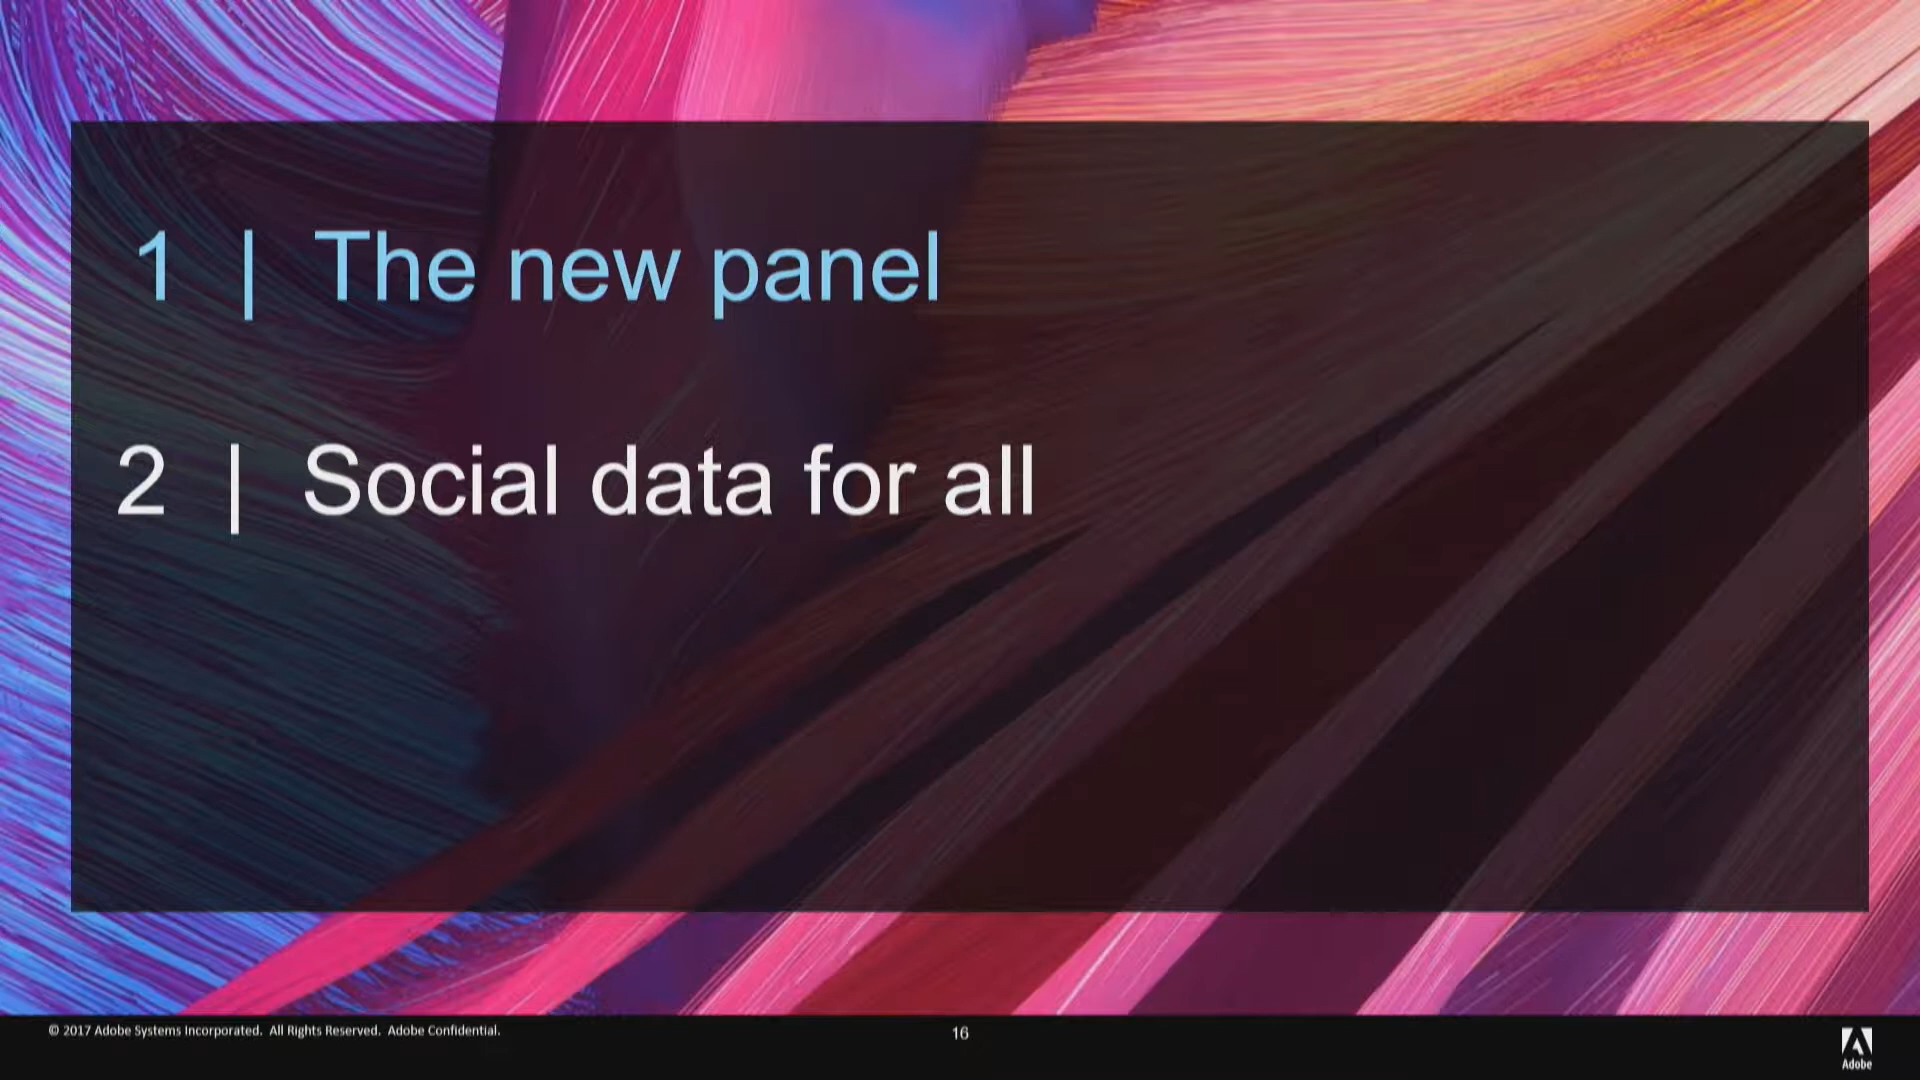 1 | The new panel
2 | Social data for all
© 2017 Adobe Systems Incorporated. All Rights Reserved. Adobe Confidential.
16
Adobe